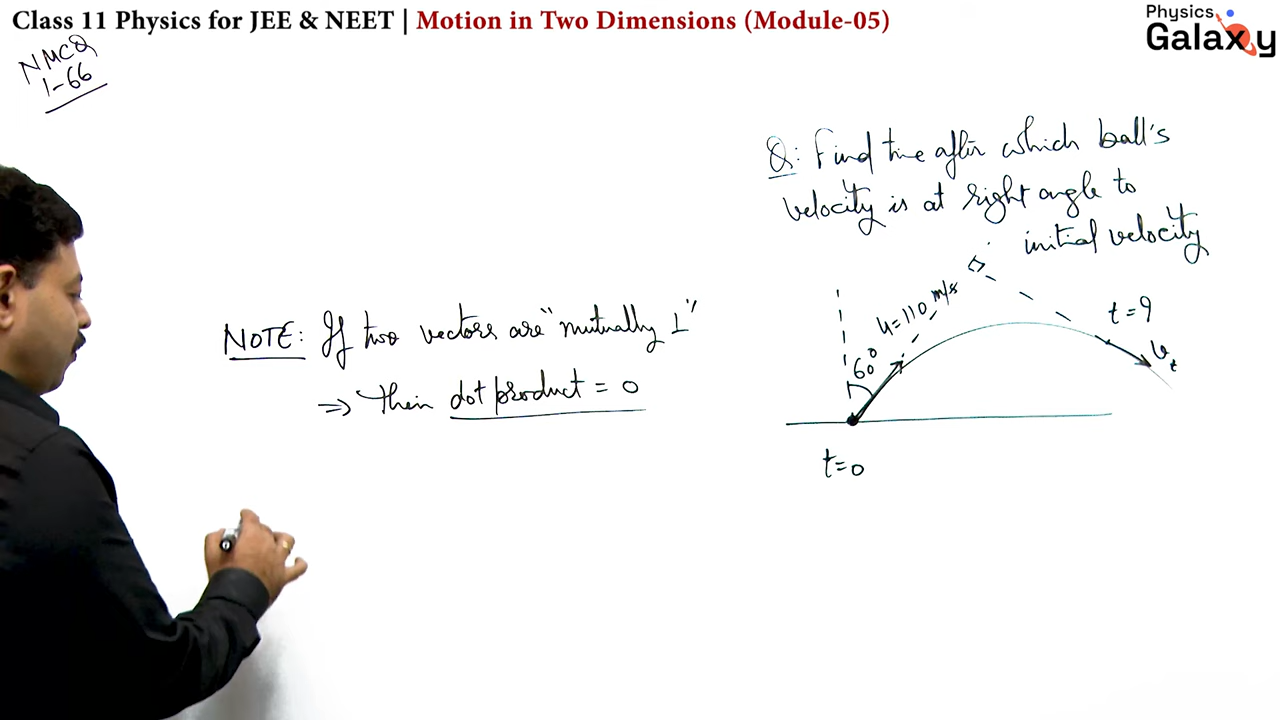 Class 11 Physics for JEE & NEET | Motion in Two Dimensions (Module-05)
Physics
Galaxy
NMCQ
1-66
Q: Find time after which ball's
velocity is at right angle to
initial velocity
NOTE: If two vectors are "mutually ⊥"
⇒ then dot product = 0
u=110 m/s
60°
t=?
v_t
t=0